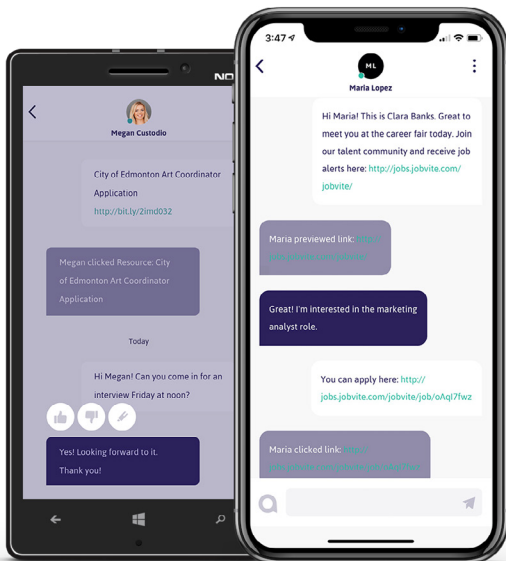 NO
Megan Custodio
City of Edmonton Art Coordinator
Application
http://bit.ly/2imd032
Megan clicked Resource: City
of Edmonton Art Coordinator
Application
Today
Hi Megan! Can you come in for an
interview Friday at noon?
Yes! Looking forward to it.
Thank you!
3:47
ML
Maria Lopez
Hi Maria! This is Clara Banks. Great to
meet you at the career fair today. Join
our talent community and receive job
alerts here: http://jobs.jobvite.com/
jobvite/
Maria previewed link:
Great! I'm interested in the marketing
analyst role.
You can apply here: http://
jobs.jobvite.com/jobvite/job/oAqI7fwz
Maria clicked link: